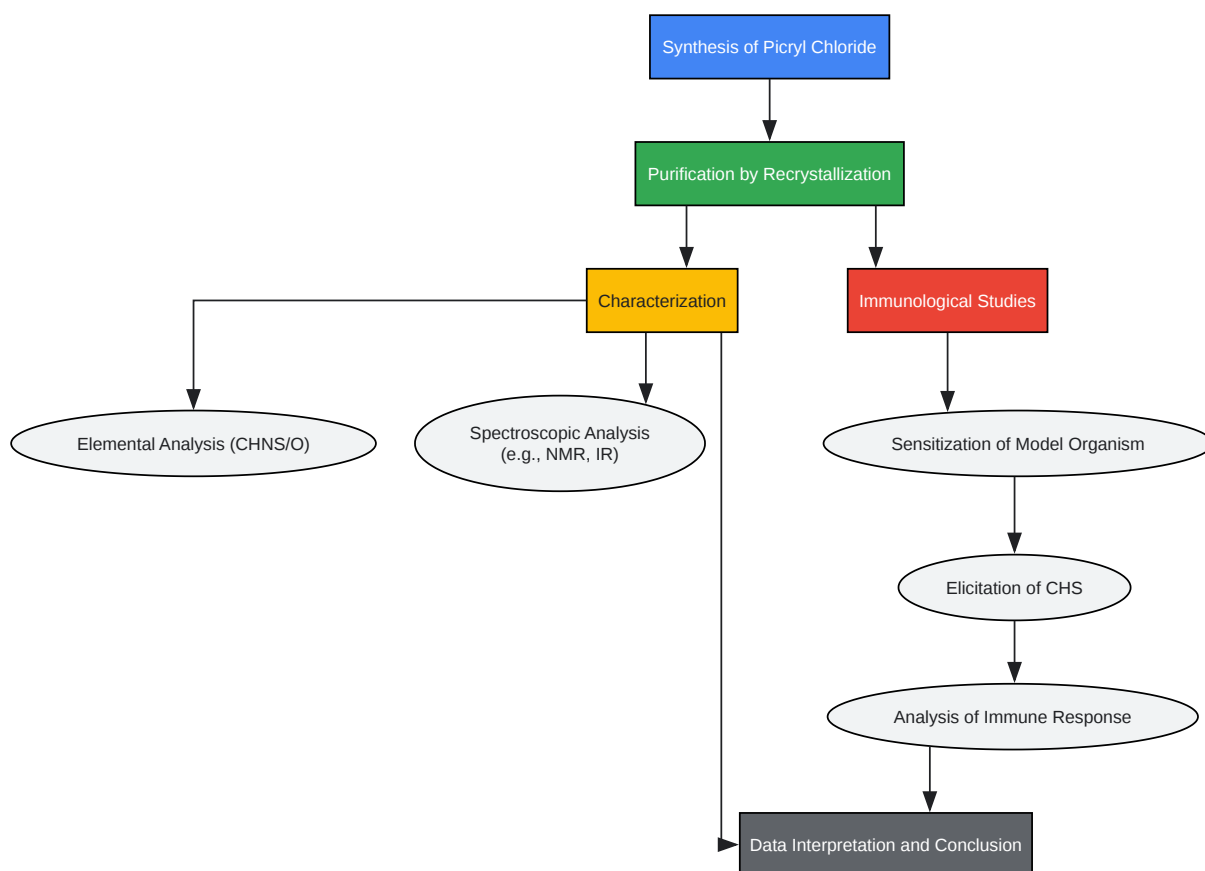 Synthesis of Picryl Chloride
Purification by Recrystallization
Characterization
Immunological Studies
Elemental Analysis (CHNS/O)
Spectroscopic Analysis
(e.g., NMR, IR)
Sensitization of Model Organism
Elicitation of CHS
Analysis of Immune Response
Data Interpretation and Conclusion